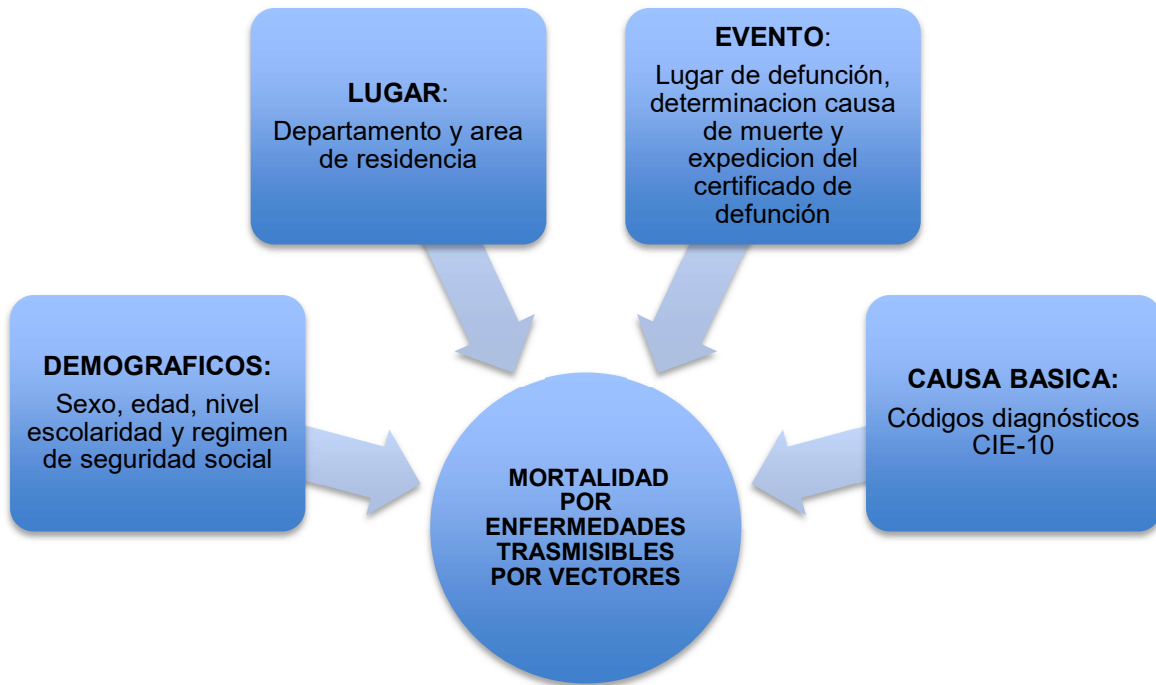 LUGAR:
Departamento y area
de residencia
EVENTO:
Lugar de defunción,
determinacion causa
de muerte y
expedicion del
certificado de
defunción
DEMOGRAFICOS:
Sexo, edad, nivel
escolaridad y regimen
de seguridad social
CAUSA BASICA:
Códigos diagnósticos
CIE-10
MORTALIDAD
POR
ENFERMEDADES
TRASMISIBLES
POR VECTORES